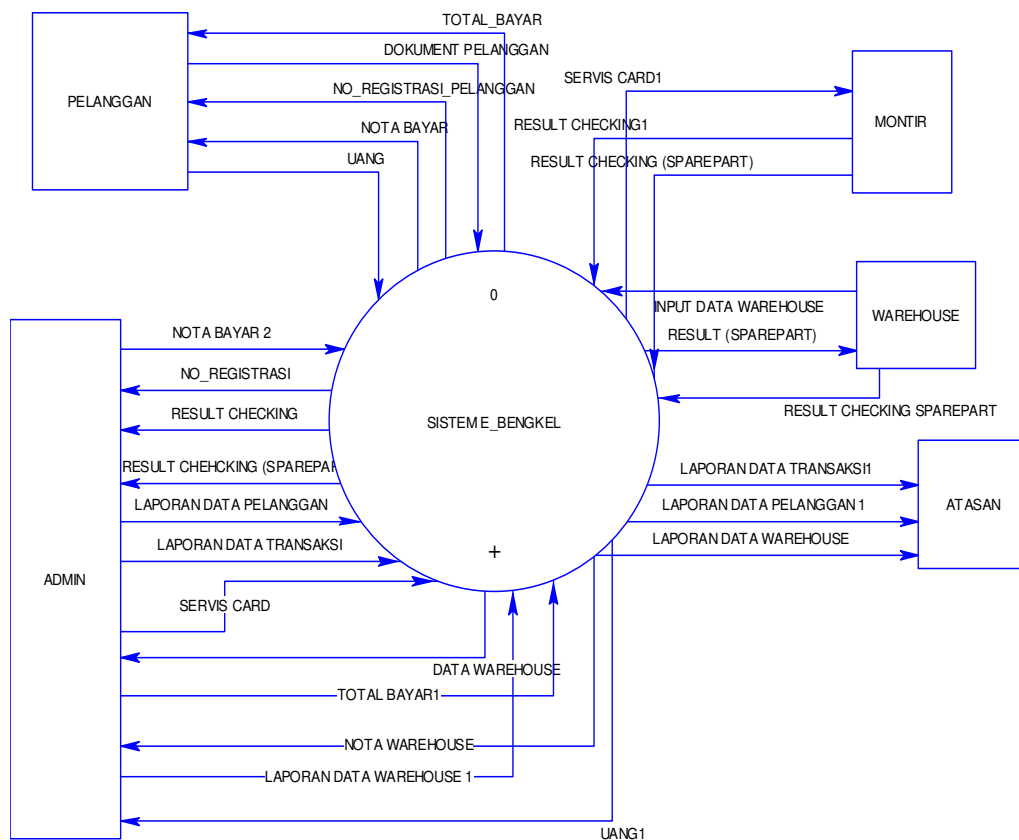 TOTAL_BAYAR
DOKUMENT PELANGGAN
PELANGGAN
NO_REGISTRASI_PELANGGAN
NOTA BAYAR
UANG
SERVIS CARD1
MONTIR
RESULT CHECKING1
RESULT CHECKING (SPAREPART)
0
INPUT DATA WAREHOUSE
WAREHOUSE
RESULT (SPAREPART)
RESULT CHECKING SPAREPART
NOTA BAYAR 2
NO_REGISTRASI
RESULT CHECKING
SISTEM E_BENGKEL
RESULT CHEHCKING (SPAREPAR
LAPORAN DATA PELANGGAN
LAPORAN DATA TRANSAKSI
ADMIN
SERVIS CARD
+
LAPORAN DATA TRANSAKSI1
LAPORAN DATA PELANGGAN 1
ATASAN
LAPORAN DATA WAREHOUSE
DATA WAREHOUSE
TOTAL BAYAR1
NOTA WAREHOUSE
LAPORAN DATA WAREHOUSE 1
UANG1